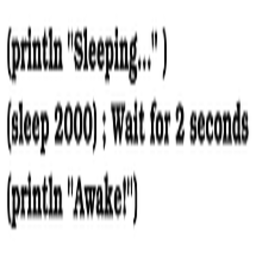 (println "Sleeping..." )
(sleep 2000) ; Wait for 2 seconds
(println "Awake!")